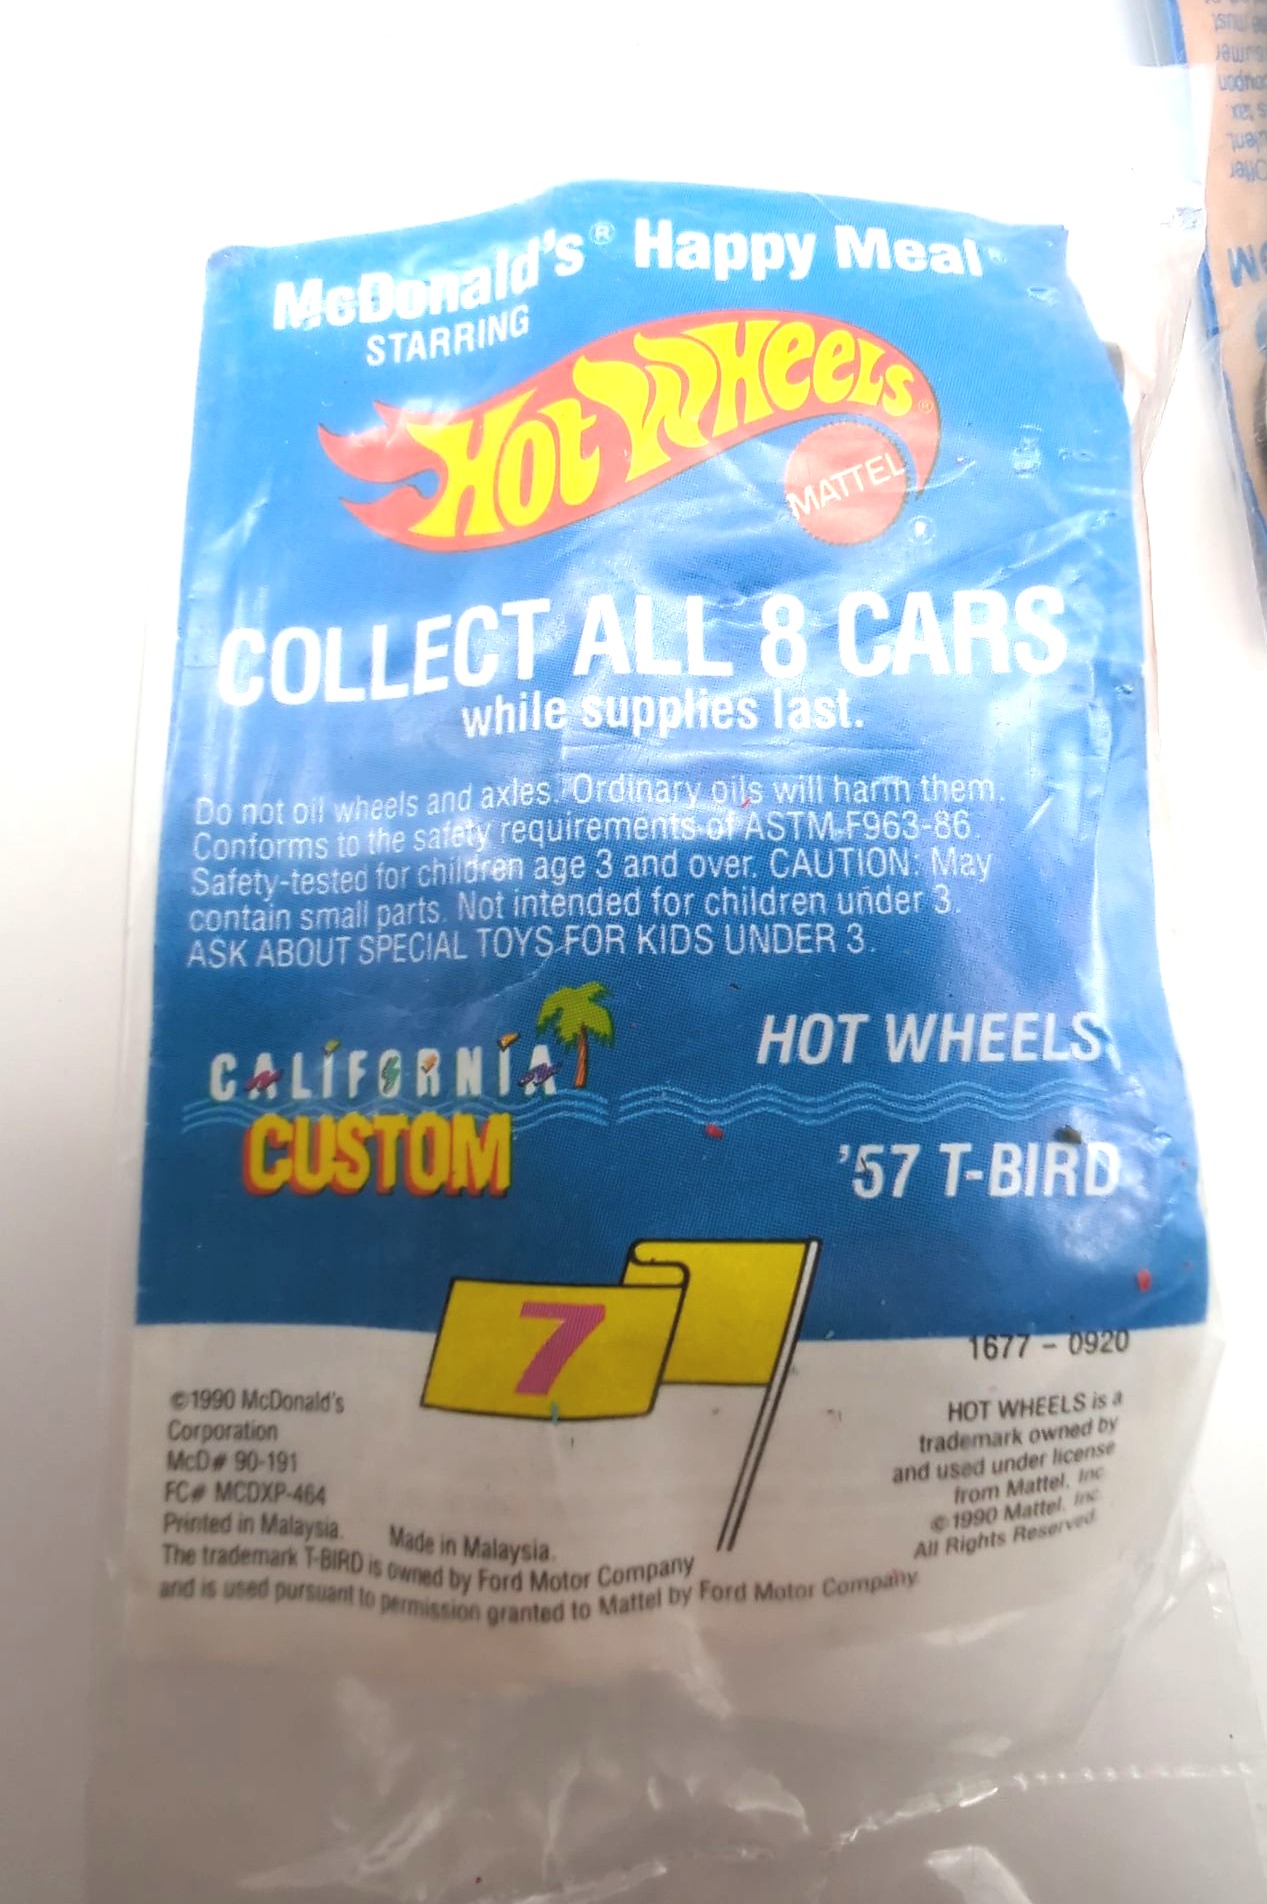 McDonald's® Happy Meal®
STARRING
HOT WHEELS®
MATTEL
COLLECT ALL 8 CARS
while supplies last.
Do not oil wheels and axles. Ordinary oils will harm them.
Conforms to the safety requirements of ASTM-F963-86.
Safety-tested for children age 3 and over. CAUTION: May
contain small parts. Not intended for children under 3.
ASK ABOUT SPECIAL TOYS FOR KIDS UNDER 3.
CALIFORNIA
CUSTOM
HOT WHEELS
'57 T-BIRD
7
1677 - 0920
©1990 McDonald's
Corporation
McD# 90-191
FC# MCDXP-464
Printed in Malaysia. Made in Malaysia.
The trademark T-BIRD is owned by Ford Motor Company
and is used pursuant to permission granted to Mattel by Ford Motor Company.
HOT WHEELS is a
trademark owned by
and used under license
from Mattel, Inc.
©1990 Mattel, Inc.
All Rights Reserved.